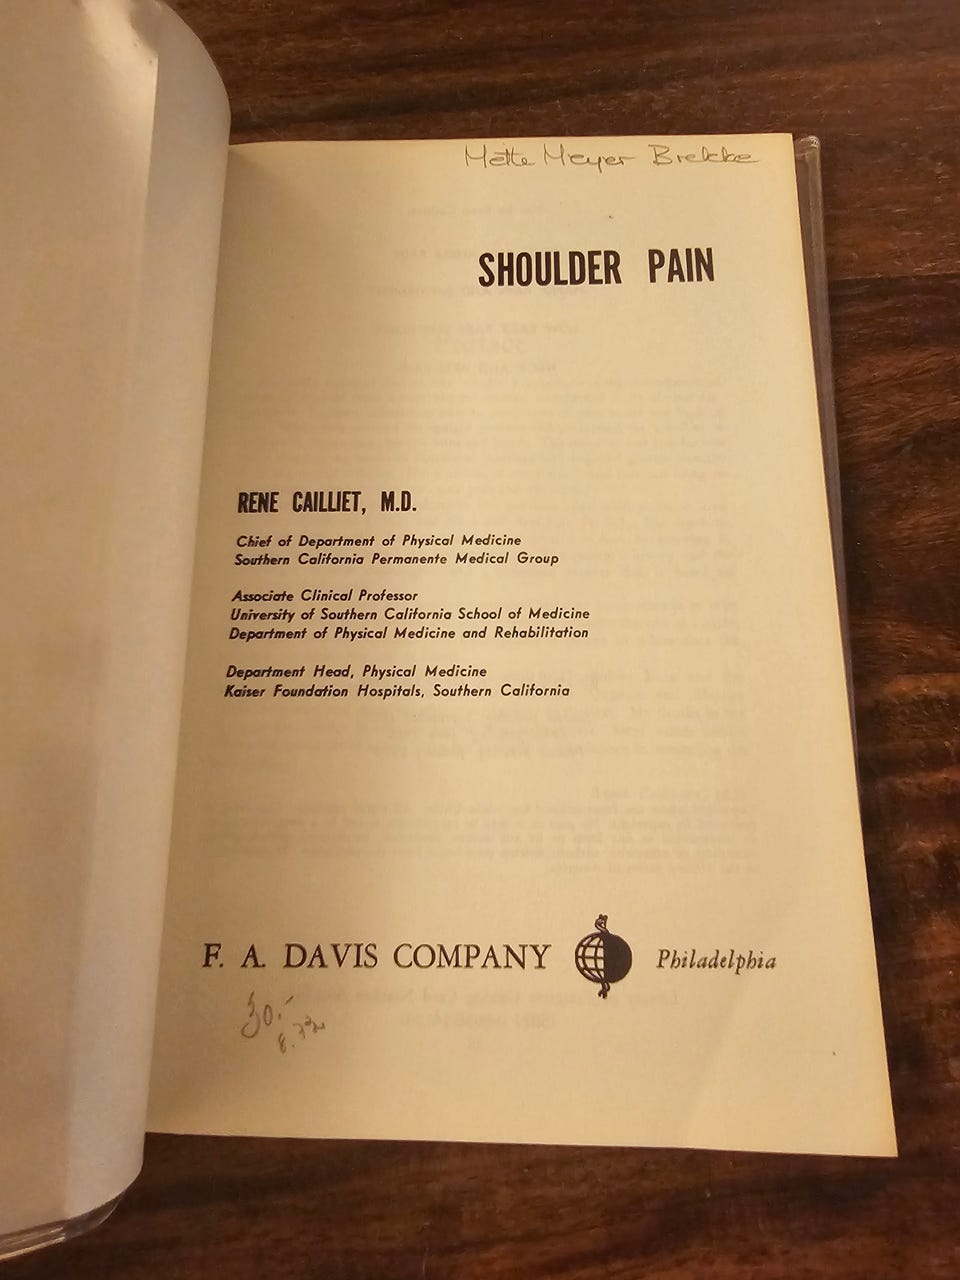 Mette Meyer Brekke
SHOULDER PAIN
RENE CAILLIET, M.D.
Chief of Department of Physical Medicine
Southern California Permanente Medical Group
Associate Clinical Professor
University of Southern California School of Medicine
Department of Physical Medicine and Rehabilitation
Department Head, Physical Medicine
Kaiser Foundation Hospitals, Southern California
F. A. DAVIS COMPANY Philadelphia
30.-